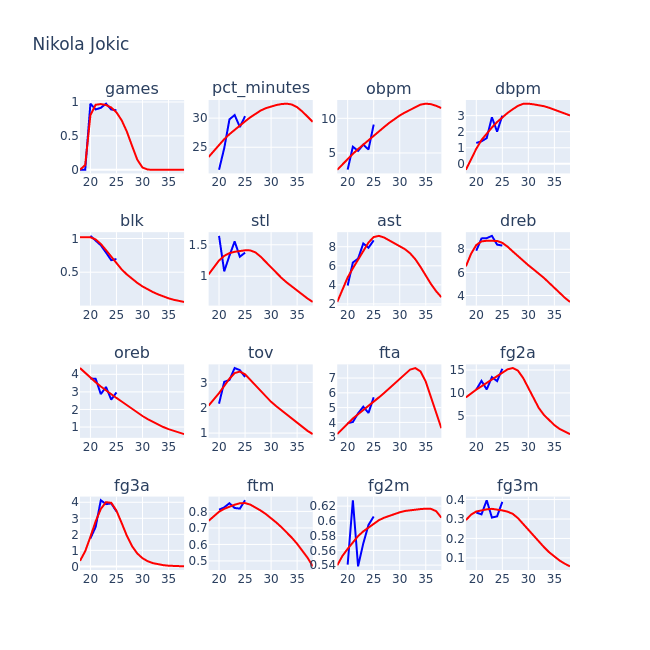 Nikola Jokic
games pct_minutes obpm dbpm
1 0.5 0 30 25 10 5 3 2 1 0
20 25 30 35 20 25 30 35 20 25 30 35 20 25 30 35
blk stl ast dreb
1 0.5 1.5 1 8 6 4 2 8 6 4
20 25 30 35 20 25 30 35 20 25 30 35 20 25 30 35
oreb tov fta fg2a
4 3 2 1 3 2 1 7 6 5 4 3 15 10 5
20 25 30 35 20 25 30 35 20 25 30 35 20 25 30 35
fg3a ftm fg2m fg3m
4 3 2 1 0 0.8 0.7 0.6 0.5 0.62 0.6 0.58 0.56 0.54 0.4 0.3 0.2 0.1
20 25 30 35 20 25 30 35 20 25 30 35 20 25 30 35